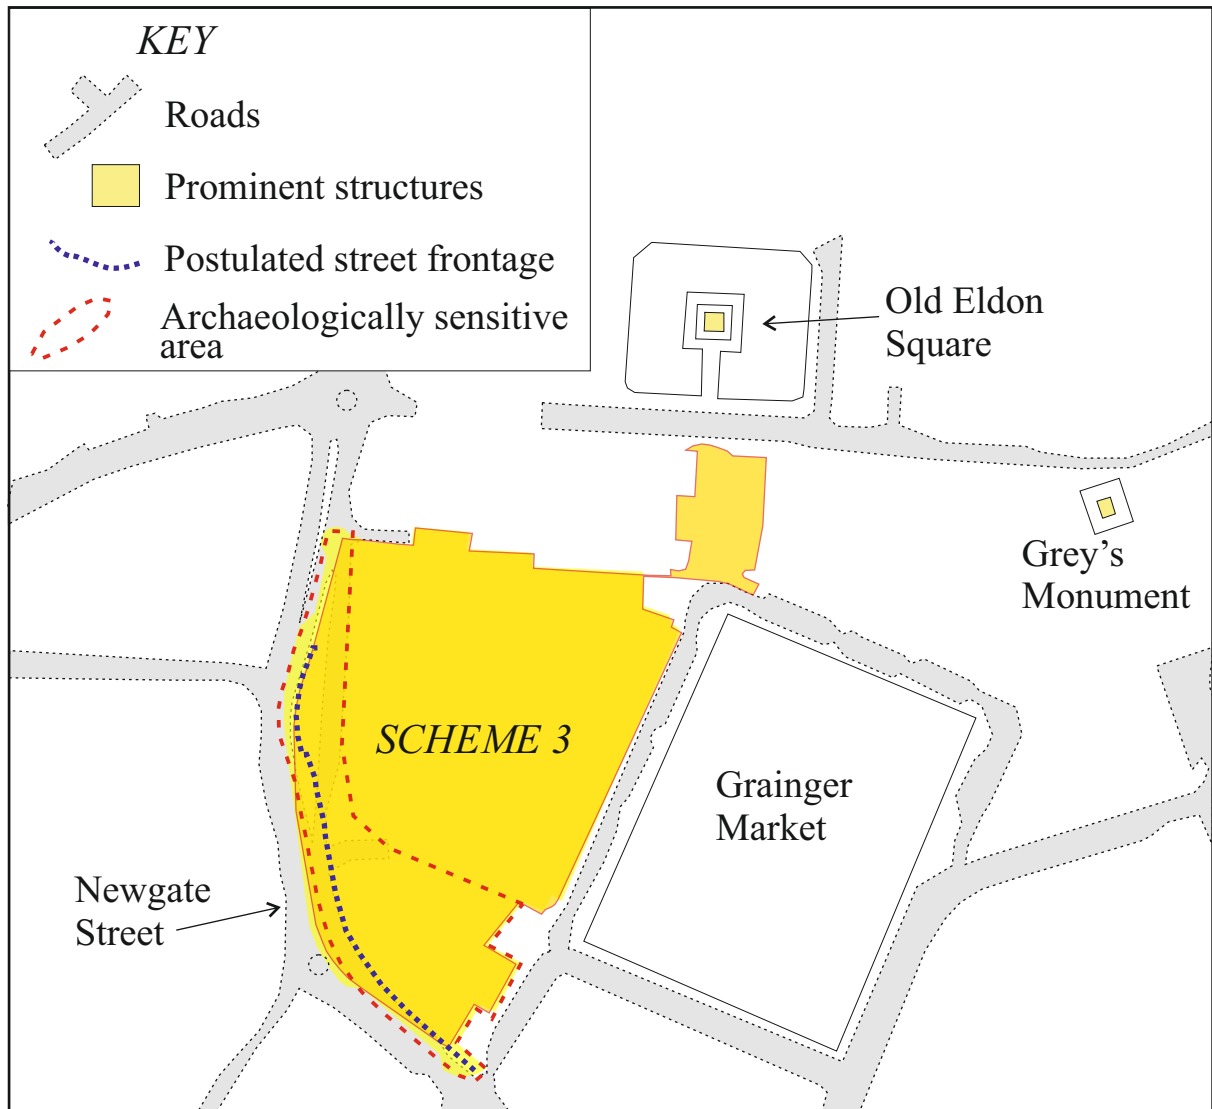 KEY
Roads
Prominent structures
Postulated street frontage
Archaeologically sensitive
area
Old Eldon
Square
Grey's
Monument
SCHEME 3
Grainger
Market
Newgate
Street